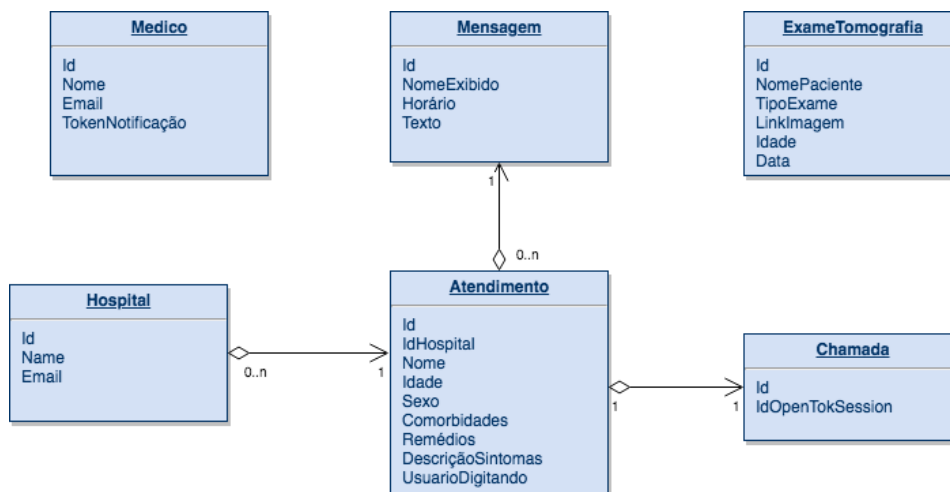 Medico
Id
Nome
Email
TokenNotificação
Mensagem
Id
NomeExibido
Horário
Texto
ExameTomografia
Id
NomePaciente
TipoExame
LinkImagem
Idade
Data
1
0..n
Hospital
Id
Name
Email
0..n
1
Atendimento
Id
IdHospital
Nome
Idade
Sexo
Comorbidades
Remédios
DescriçãoSintomas
UsuarioDigitando
1
1
Chamada
Id
IdOpenTokSession